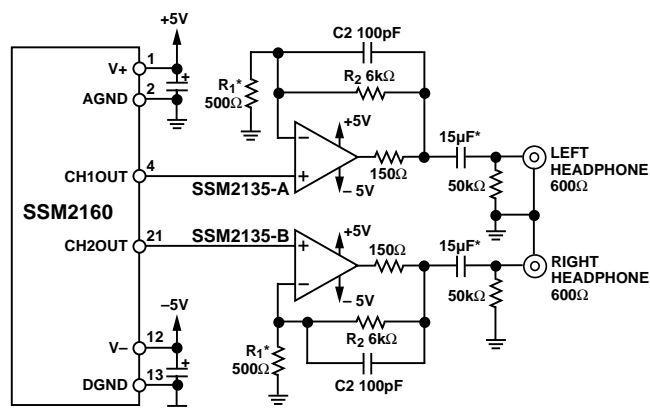 +5V
C2 100pF
1
V+
+
2
AGND
R1*
500Ω
R2 6kΩ
+5V
–
+
– 5V
150Ω
15µF*
50kΩ
LEFT
HEADPHONE
600Ω
4
CH1OUT
SSM2135-A
SSM2160
21
CH2OUT
SSM2135-B
+5V
+
–
– 5V
150Ω
15µF*
50kΩ
RIGHT
HEADPHONE
600Ω
–5V
12
V–
+
13
DGND
R1*
500Ω
R2 6kΩ
C2 100pF